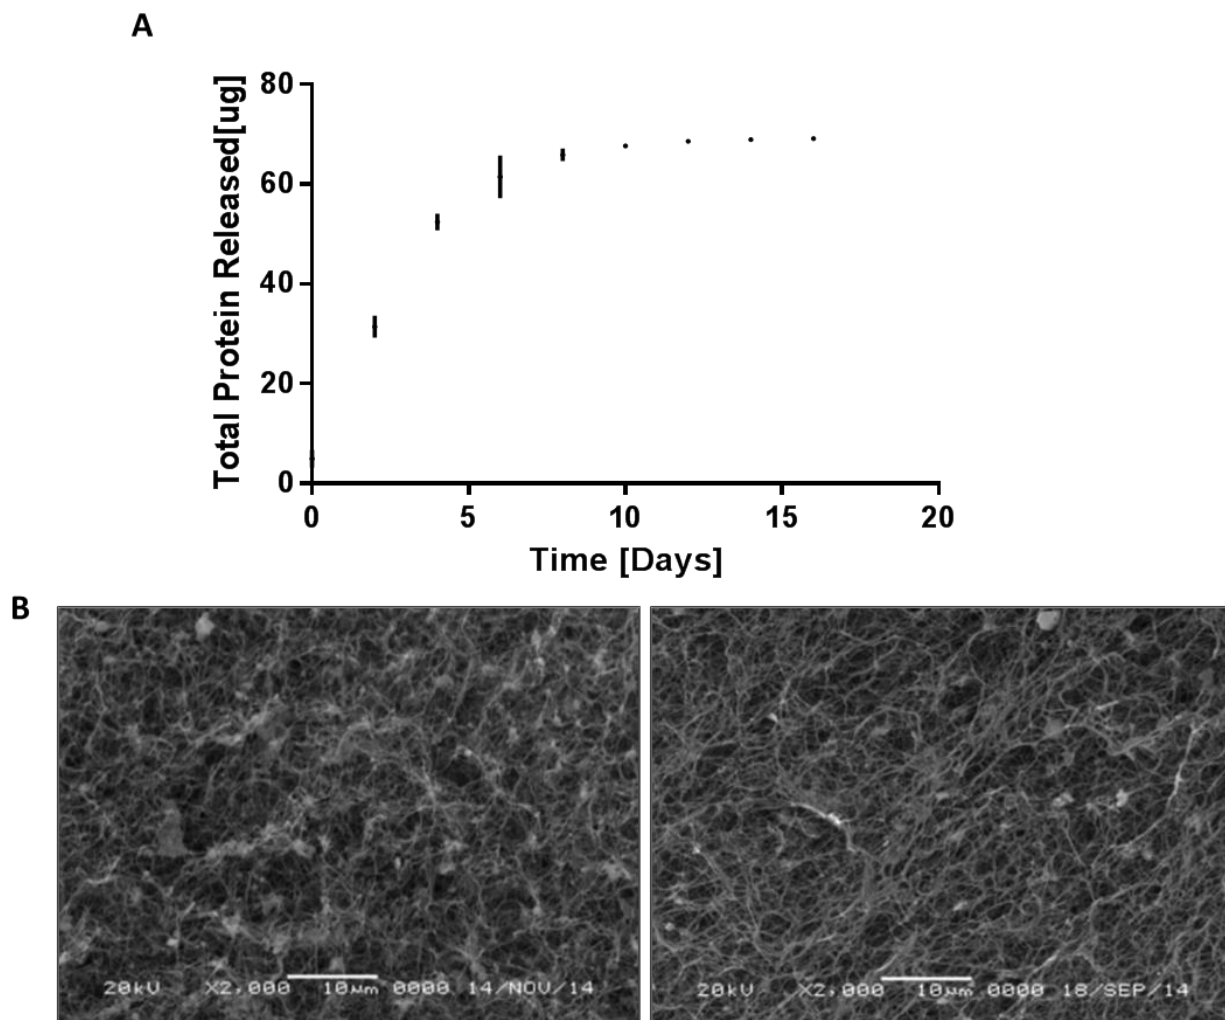 A
Total Protein Released[ug]
80
60
40
20
0
0 5 10 15 20
Time [Days]
B
20kV X2,000 10µm 0000 14/NOV/14
20kV X2,000 10µm 0000 18/SEP/14